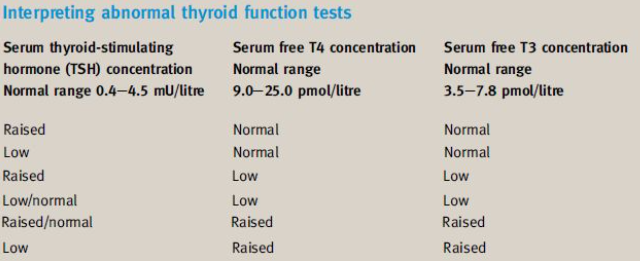 Interpreting abnormal thyroid function tests
Serum thyroid-stimulating Serum free T4 concentration Serum free T3 concentration
hormone (TSH) concentration Normal range Normal range
Normal range 0.4–4.5 mU/litre 9.0–25.0 pmol/litre 3.5–7.8 pmol/litre
Raised Normal Normal
Low Normal Normal
Raised Low Low
Low/normal Low Low
Raised/normal Raised Raised
Low Raised Raised